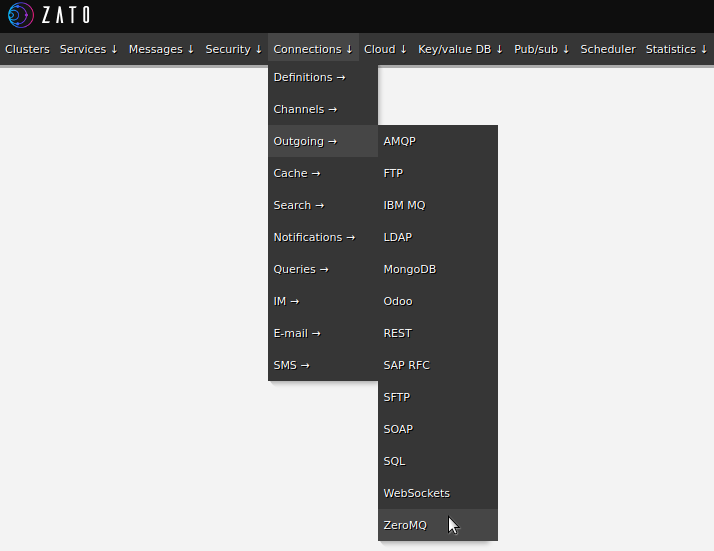 ZATO
Clusters Services ↓ Messages ↓ Security ↓ Connections ↓ Cloud ↓ Key/value DB ↓ Pub/sub ↓ Scheduler Statistics ↓
Definitions →
Channels →
Outgoing → AMQP
Cache → FTP
Search → IBM MQ
Notifications → LDAP
Queries → MongoDB
IM → Odoo
E-mail → REST
SMS → SAP RFC
SFTP
SOAP
SQL
WebSockets
ZeroMQ